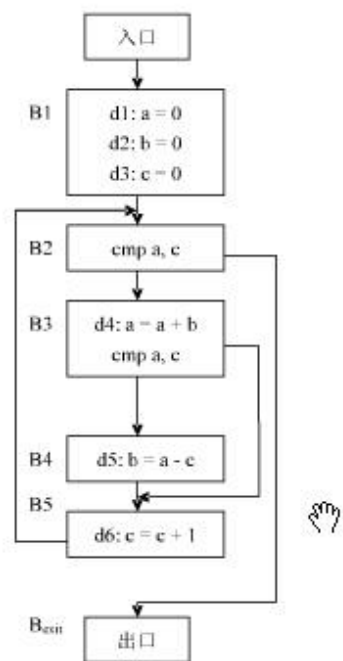 入口
B1
d1: a = 0
d2: b = 0
d3: c = 0
B2
cmp a, c
B3
d4: a = a + b
cmp a, c
B4
d5: b = a - c
B5
d6: c = c + 1
Bexit
出口